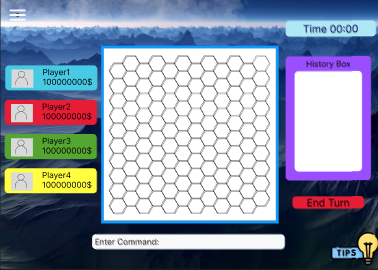 Time 00:00
Player1
100000000$
Player2
100000000$
Player3
100000000$
Player4
100000000$
History Box
End Turn
Enter Command:
TIPS